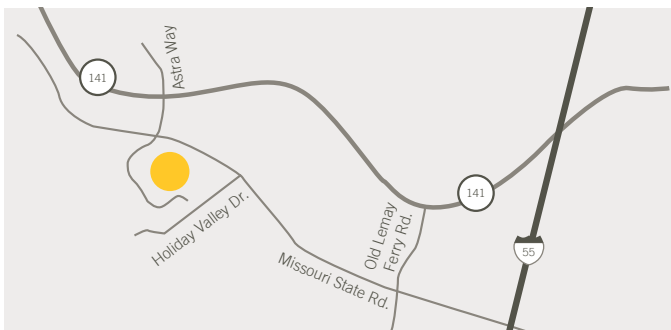 141
Astra Way
Holiday Valley Dr.
Missouri State Rd.
Old Lemay
Ferry Rd.
141
55